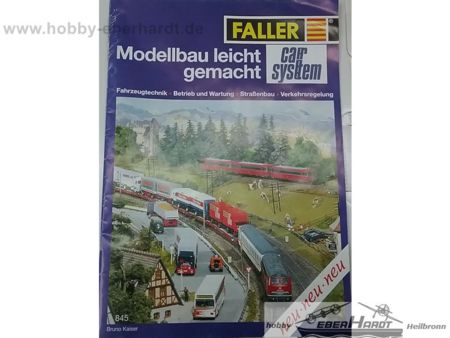 www.hobby-eberhardt.de
FALLER
Modellbau leicht
gemacht
car
system
Fahrzeugtechnik · Betrieb und Wartung · Straßenbau · Verkehrsregelung
neu-neu-neu
845
Bruno Kaiser
hobby EBERHARDT Heilbronn